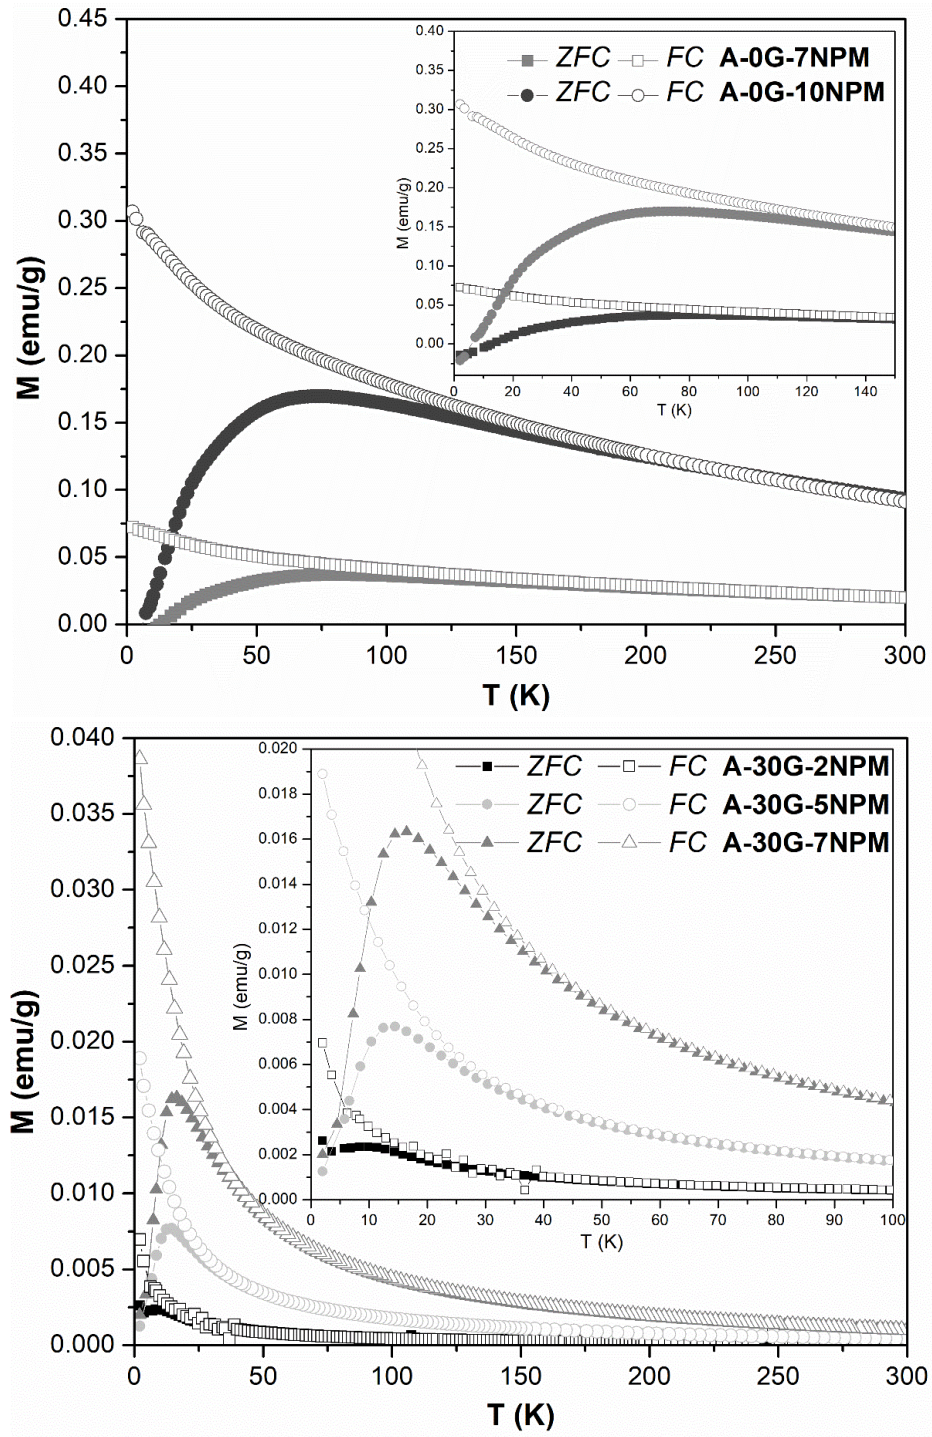 0.45
0.40
0.35
0.30
0.25
0.20
0.15
0.10
0.05
0.00
M (emu/g)
0 50 100 150 200 250 300
T (K)
0.40
0.35
0.30
0.25
0.20
0.15
0.10
0.05
0.00
M (emu/g)
0 20 40 60 80 100 120 140
T (K)
ZFC FC A-0G-7NPM
ZFC FC A-0G-10NPM
0.040
0.035
0.030
0.025
0.020
0.015
0.010
0.005
0.000
M (emu/g)
0 50 100 150 200 250 300
T (K)
0.020
0.018
0.016
0.014
0.012
0.010
0.008
0.006
0.004
0.002
0.000
M (emu/g)
0 10 20 30 40 50 60 70 80 90 100
T (K)
ZFC FC A-30G-2NPM
ZFC FC A-30G-5NPM
ZFC FC A-30G-7NPM